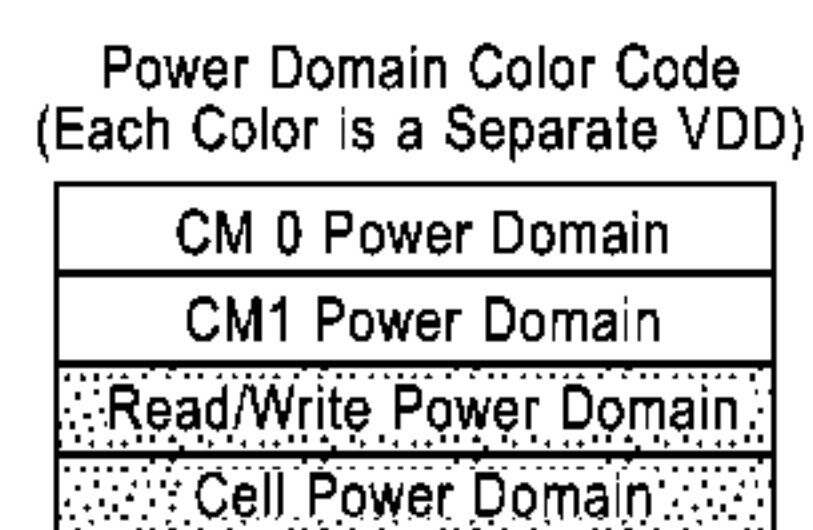 Power Domain Color Code
(Each Color is a Separate VDD)
CM 0 Power Domain
CM1 Power Domain
Read/Write Power Domain
Cell Power Domain